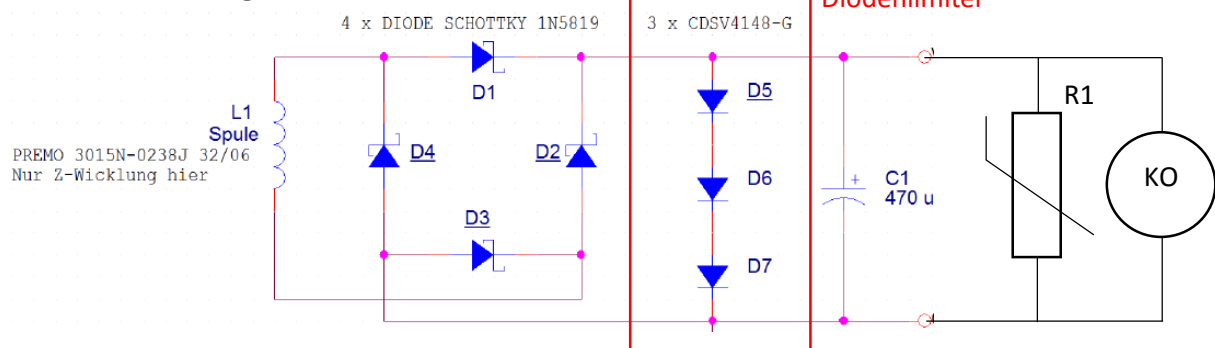 Diodenlimiter
4 x DIODE SCHOTTKY 1N5819
3 x CDSV4148-G
D1
L1
Spule
PREMO 3015N-0238J 32/06
Nur Z-Wicklung hier
D4
D2
D3
D5
D6
D7
+
C1
470 u
R1
KO